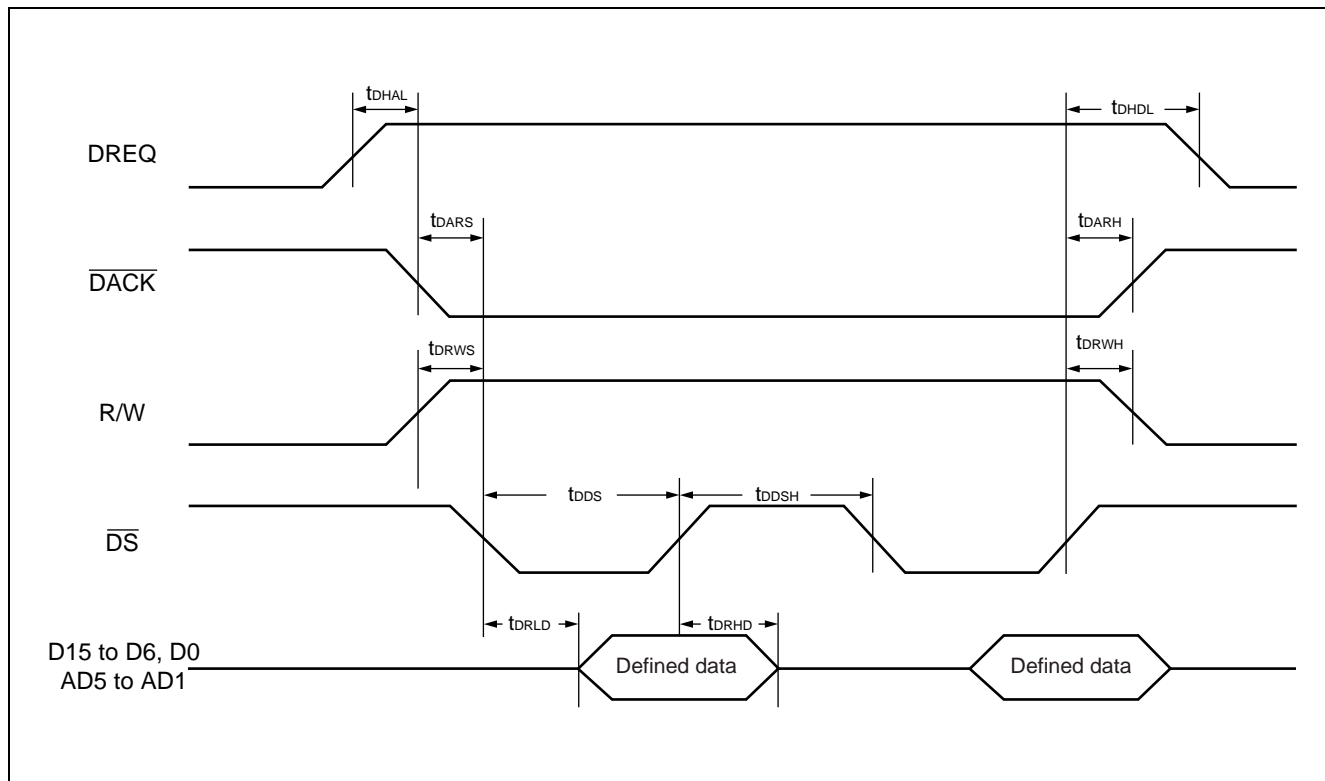 tDHAL
tDHDL
DREQ
tDARS
tDARH
DACK
tDRWS
tDRWH
R/W
tDDS
tDDSH
DS
tDRLD
tDRHD
D15 to D6, D0
AD5 to AD1
Defined data
Defined data